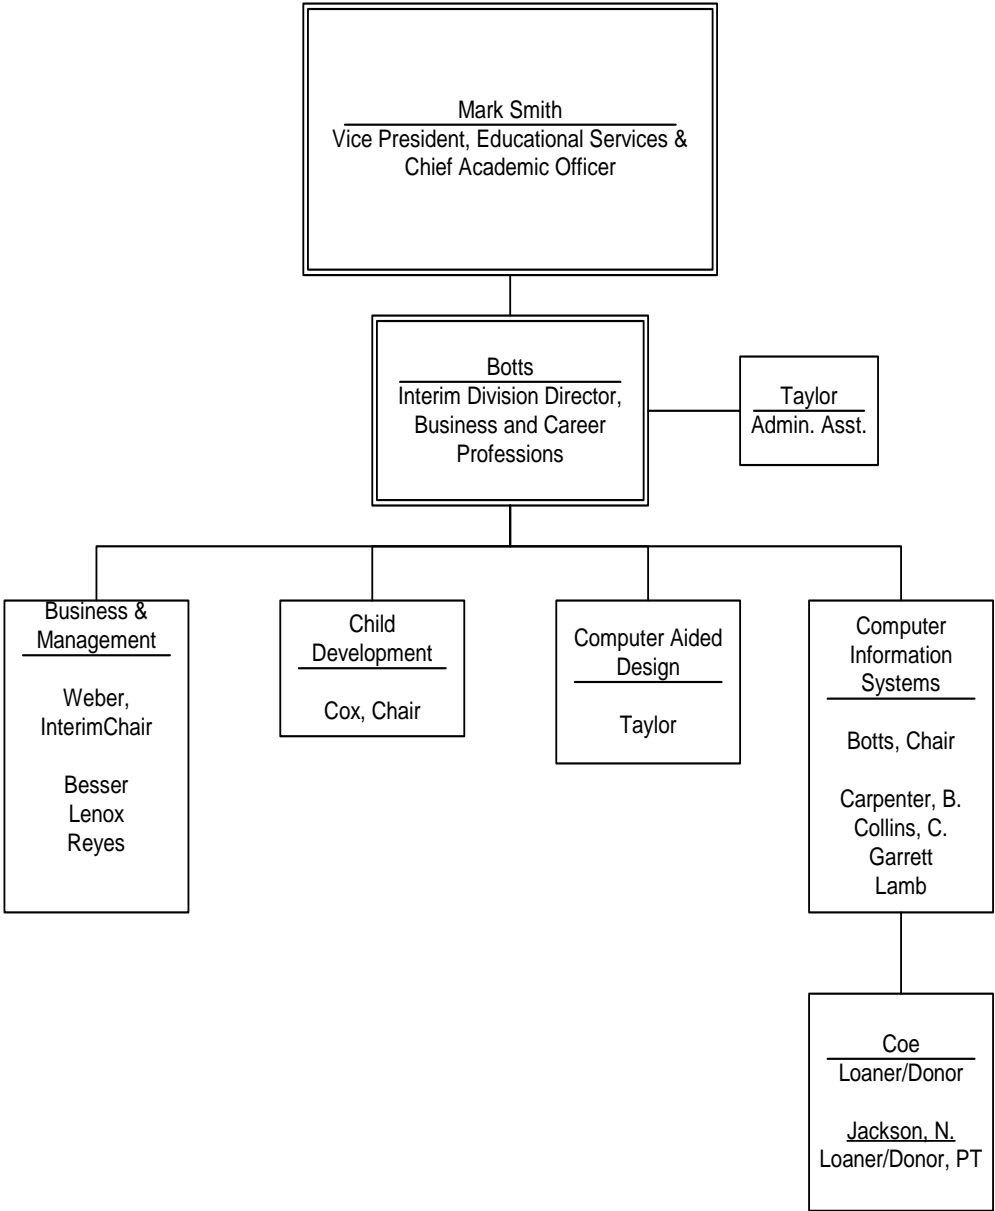 Mark Smith
Vice President, Educational Services &
Chief Academic Officer
Botts
Interim Division Director,
Business and Career
Professions
Taylor
Admin. Asst.
Business &
Management
Weber,
InterimChair
Besser
Lenox
Reyes
Child
Development
Cox, Chair
Computer Aided
Design
Taylor
Computer
Information
Systems
Botts, Chair
Carpenter, B.
Collins, C.
Garrett
Lamb
Coe
Loaner/Donor
Jackson, N.
Loaner/Donor, PT